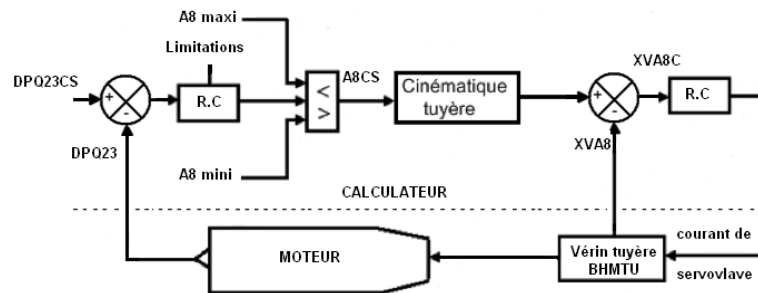 A8 maxi
Limitations
DPQ23CS
+
-
R.C
<
>
A8CS
Cinématique
tuyère
XVA8C
+
-
R.C
DPQ23
XVA8
A8 mini
CALCULATEUR
MOTEUR
Vérin tuyère
BHMTU
courant de
servovlave